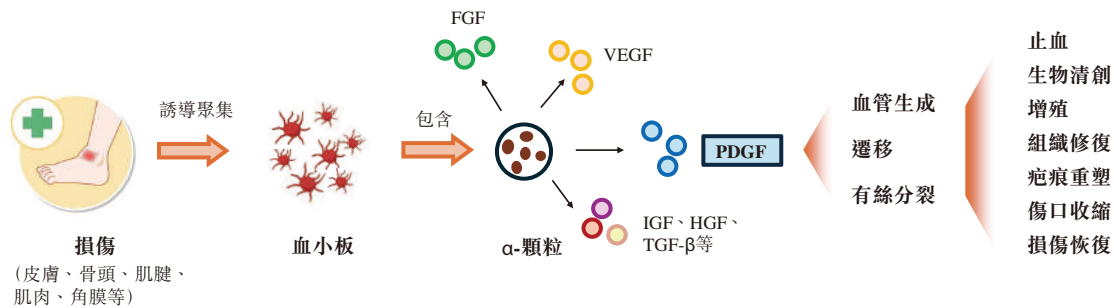 FGF
VEGF
誘導聚集
包含
PDGF
IGF、HGF、
TGF-β等
損傷
(皮膚、骨頭、肌腱、
肌肉、角膜等)
血小板
α-顆粒
血管生成
遷移
有絲分裂
止血
生物清創
增殖
組織修復
疤痕重塑
傷口收縮
損傷恢復